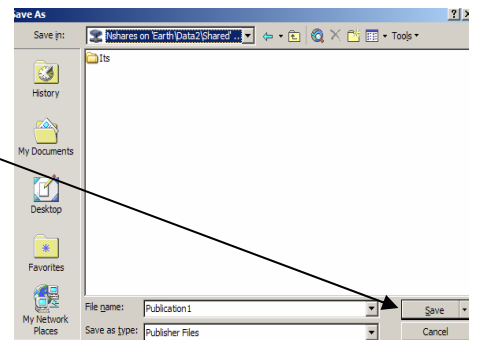 Save As
Save in:
Nshares on 'Earth\Data2\Shared' ...
Tools
Its
History
My Documents
Desktop
Favorites
My Network
Places
File name:
Publication1
Save
Save as type:
Publisher Files
Cancel